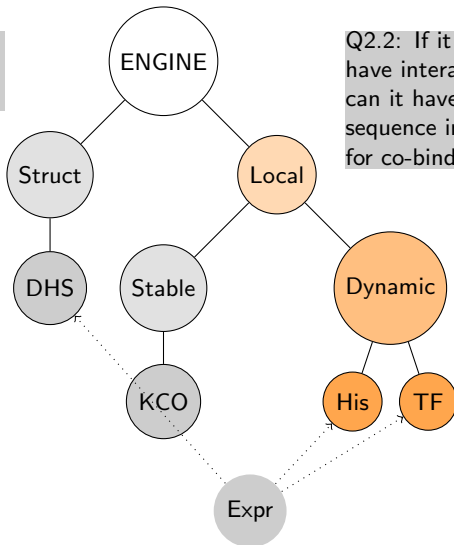 ENGINE
Q2.2: If it
have intera
can it have
sequence in
for co-bind
Struct
Local
DHS
Stable
Dynamic
KCO
His
TF
Expr